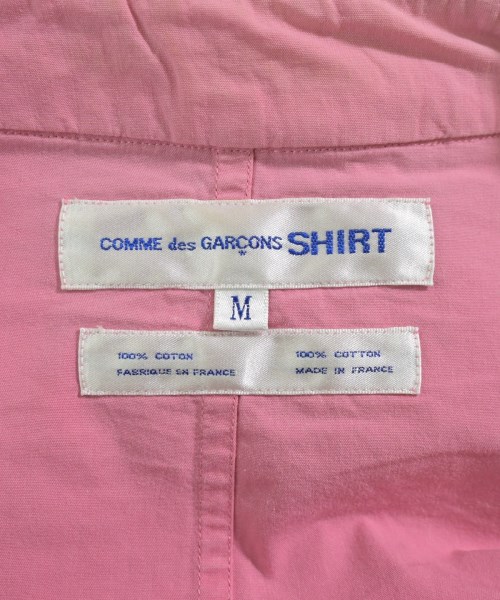 COMME des GARÇONS SHIRT
*
M
100% COTON 100% COTTON
FABRIQUE EN FRANCE MADE IN FRANCE